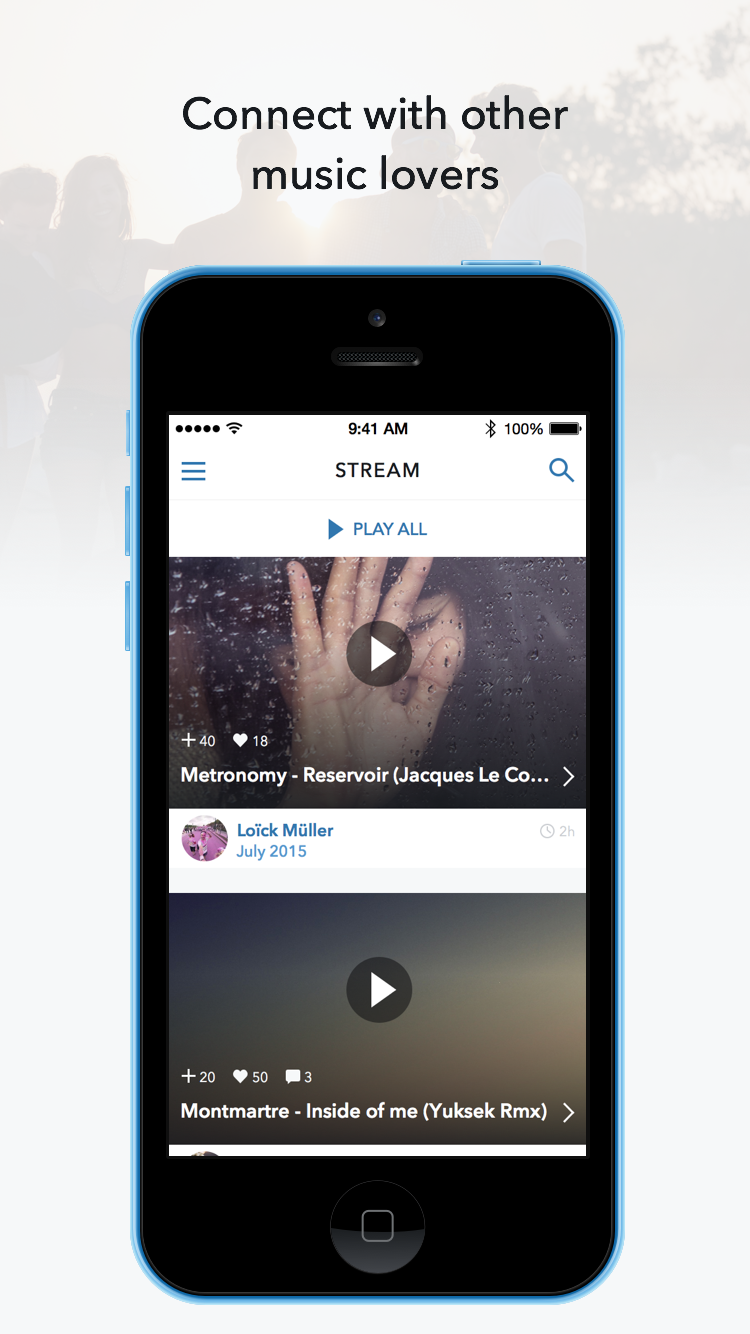 Connect with other
music lovers
9:41 AM
100%
STREAM
PLAY ALL
40 18
Metronomy - Reservoir (Jacques Le Co...
Loïck Müller
2h
July 2015
20 50 3
Montmartre - Inside of me (Yuksek Rmx)